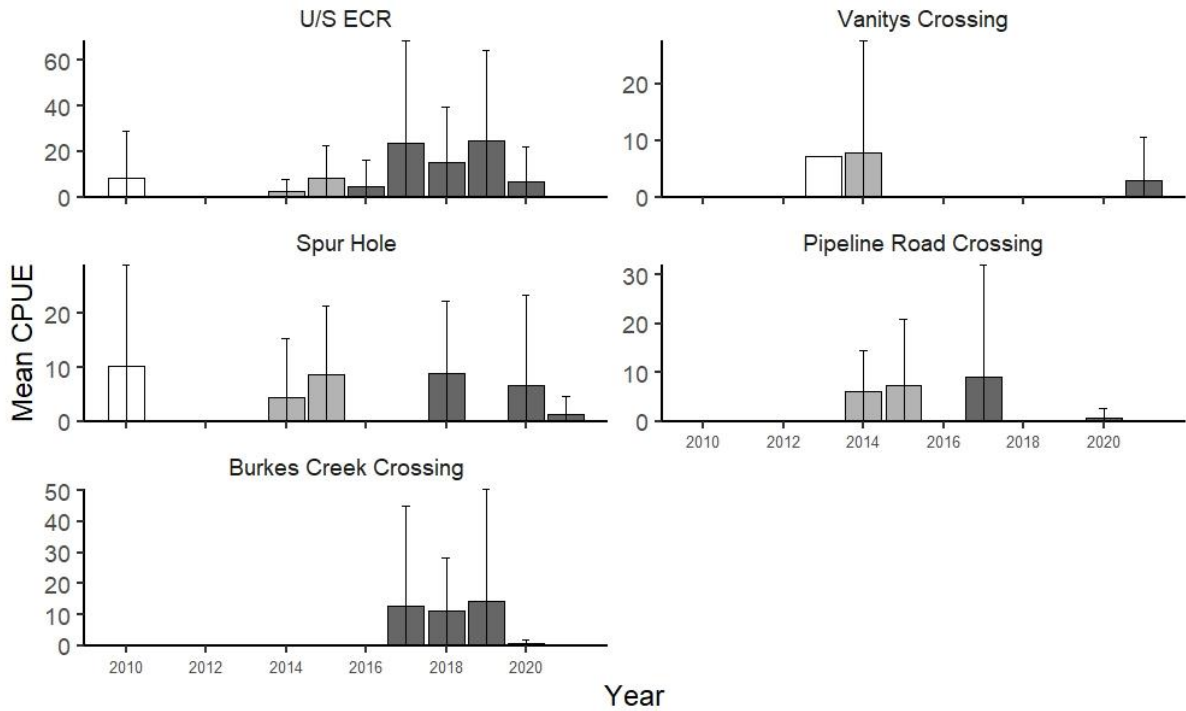 U/S ECR
60
40
20
0
Vanitys Crossing
20
10
0
Spur Hole
20
10
0
Pipeline Road Crossing
30
20
10
0
2010 2012 2014 2016 2018 2020
Burkes Creek Crossing
50
40
30
20
10
0
2010 2012 2014 2016 2018 2020
Mean CPUE
Year